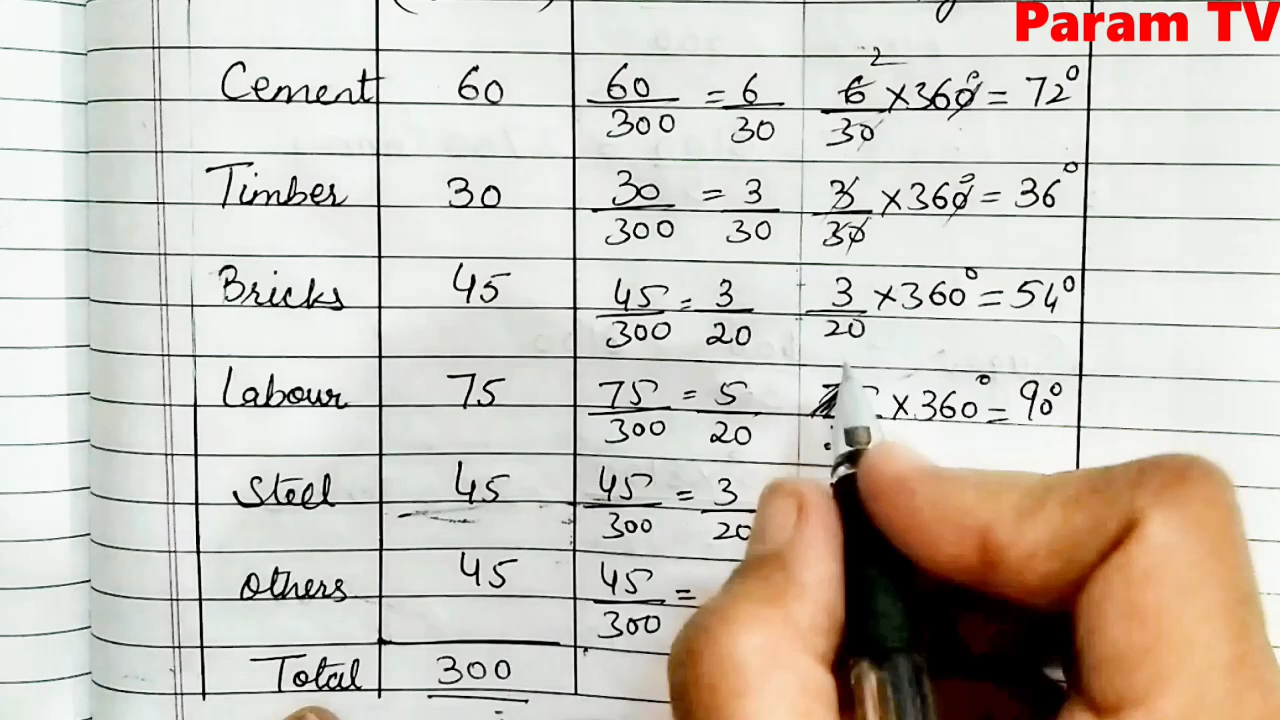 Param TV
Cement 60 60/300 = 6/30 6/30 ×360° = 72°
2
Timber 30 30/300 = 3/30 3/30 ×360° = 36°
Bricks 45 45/300 = 3/20 3/20 ×360° = 54°
Labour 75 75/300 = 5/20 ×360° = 90°
Steel 45 45/300 = 3/20
others 45 45/300 =
Total 300